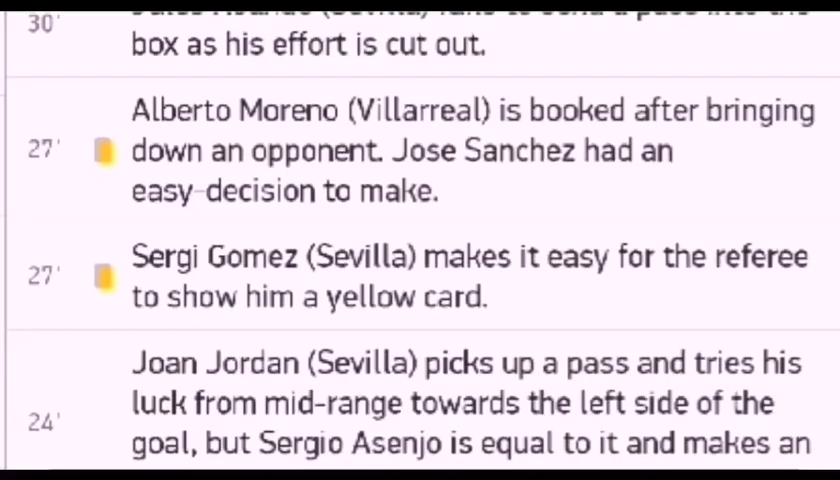 30'
box as his effort is cut out.
Alberto Moreno (Villarreal) is booked after bringing
27' down an opponent. Jose Sanchez had an
easy-decision to make.
Sergi Gomez (Sevilla) makes it easy for the referee
27'
to show him a yellow card.
Joan Jordan (Sevilla) picks up a pass and tries his
luck from mid-range towards the left side of the
24'
goal, but Sergio Asenjo is equal to it and makes an